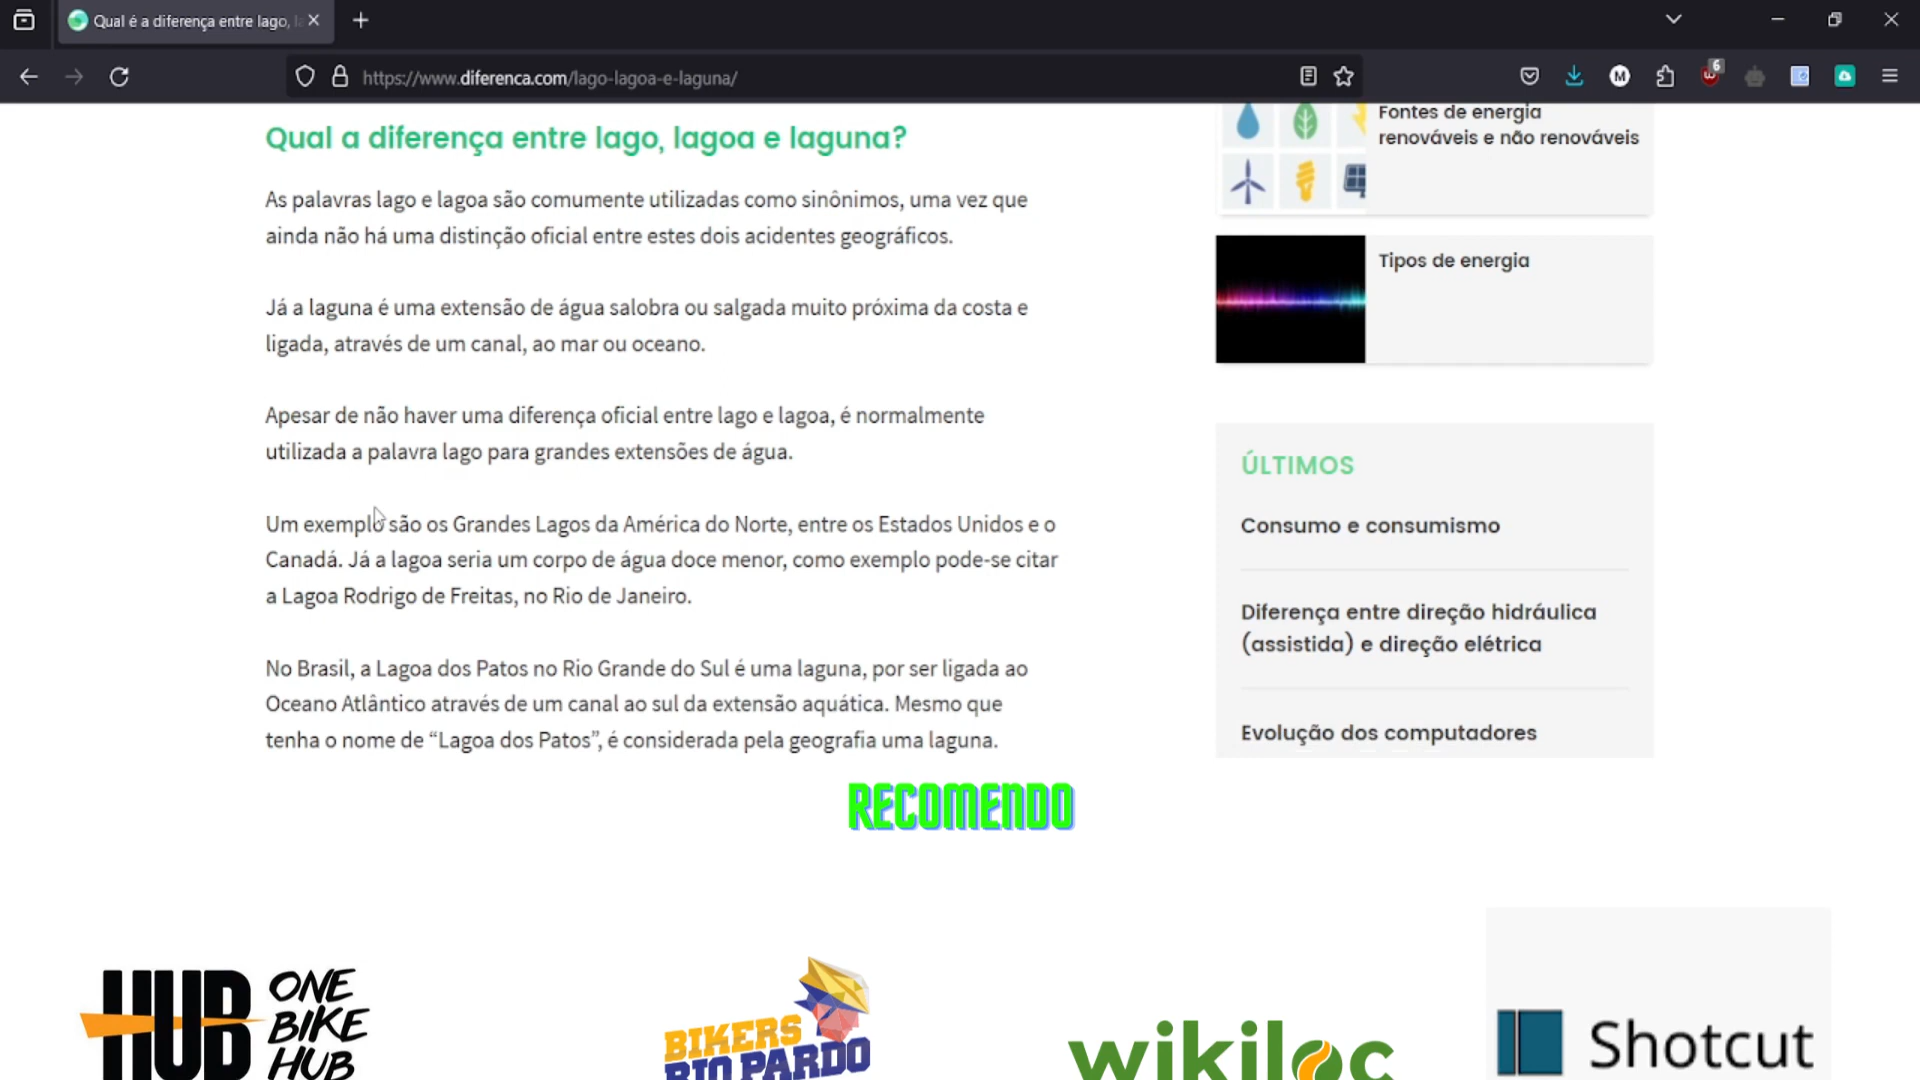 Qual é a diferença entre lago, l
https://www.diferenca.com/lago-lagoa-e-laguna/
6
Qual a diferença entre lago, lagoa e laguna?
As palavras lago e lagoa são comumente utilizadas como sinônimos, uma vez que
ainda não há uma distinção oficial entre estes dois acidentes geográficos.
Já a laguna é uma extensão de água salobra ou salgada muito próxima da costa e
ligada, através de um canal, ao mar ou oceano.
Apesar de não haver uma diferença oficial entre lago e lagoa, é normalmente
utilizada a palavra lago para grandes extensões de água.
Um exemplo são os Grandes Lagos da América do Norte, entre os Estados Unidos e o
Canadá. Já a lagoa seria um corpo de água doce menor, como exemplo pode-se citar
a Lagoa Rodrigo de Freitas, no Rio de Janeiro.
No Brasil, a Lagoa dos Patos no Rio Grande do Sul é uma laguna, por ser ligada ao
Oceano Atlântico através de um canal ao sul da extensão aquática. Mesmo que
tenha o nome de “Lagoa dos Patos”, é considerada pela geografia uma laguna.
Fontes de energia
renováveis e não renováveis
Tipos de energia
ÚLTIMOS
Consumo e consumismo
Diferença entre direção hidráulica
(assistida) e direção elétrica
Evolução dos computadores
RECOMENDO
HUB
ONE
BIKE
HUB
BIKERS
RIO PARDO
wikiloc
Shotcut